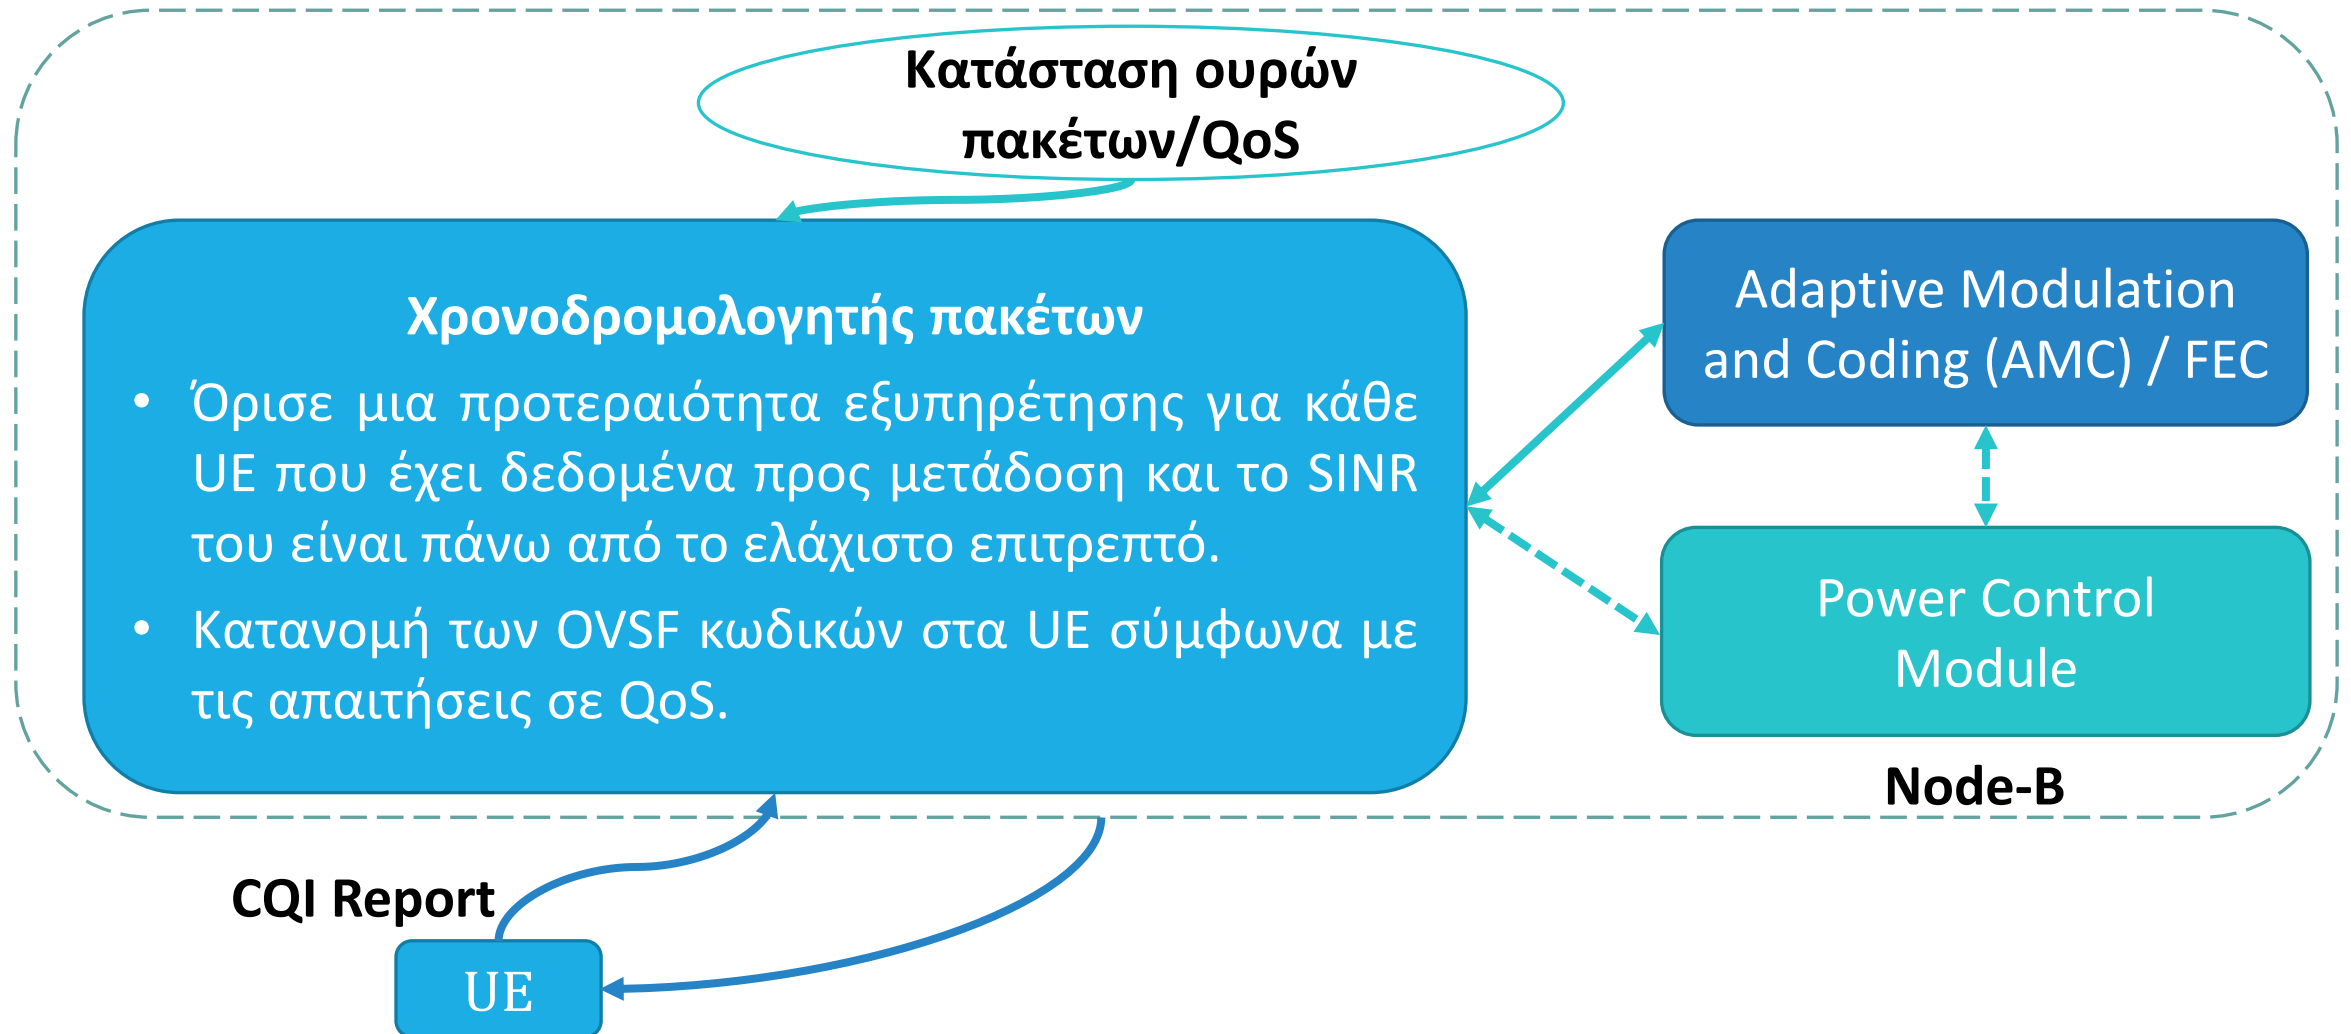 Κατάσταση ουρών
πακέτων/QoS
Χρονοδρομολογητής πακέτων
• Όρισε μια προτεραιότητα εξυπηρέτησης για κάθε
UE που έχει δεδομένα προς μετάδοση και το SINR
του είναι πάνω από το ελάχιστο επιτρεπτό.
• Κατανομή των OVSF κωδικών στα UE σύμφωνα με
τις απαιτήσεις σε QoS.
Adaptive Modulation
and Coding (AMC) / FEC
Power Control
Module
Node-B
CQI Report
UE